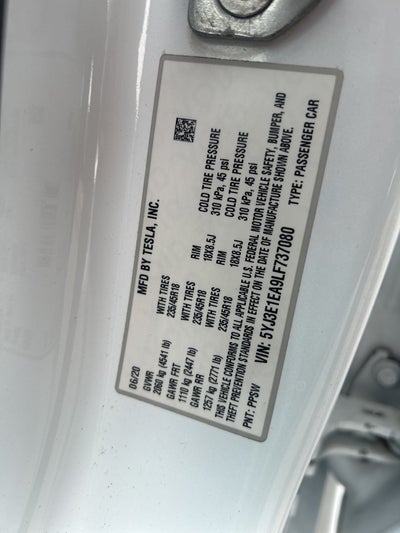 MFD BY TESLA, INC.
06/20
GVWR
2060 kg (4541 lb)
GAWR FRT WITH TIRES RIM COLD TIRE PRESSURE
1110 kg (2447 lb) 235/45R18 18X8.5J 310 kPa, 45 psi
GAWR RR WITH TIRES RIM COLD TIRE PRESSURE
1257 kg (2771 lb) 235/45R18 18X8.5J 310 kPa, 45 psi
THIS VEHICLE CONFORMS TO ALL APPLICABLE U.S. FEDERAL MOTOR VEHICLE SAFETY, BUMPER, AND
THEFT PREVENTION STANDARDS IN EFFECT ON THE DATE OF MANUFACTURE SHOWN ABOVE.
VIN: 5YJ3E1EA9LF737080 TYPE: PASSENGER CAR
PNT: PPSW